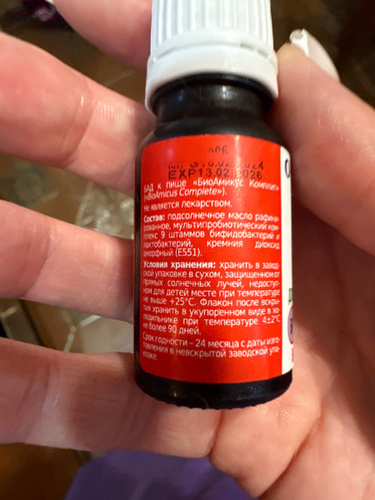 EXP13.02.2026
БАД к пище «БиоАмикус Комплит»
(«BioAmicus Complete»).
Не является лекарством.
Состав: подсолнечное масло рафини-
рованное, мультипробиотический ком-
плекс 9 штаммов бифидобактерий и
лактобактерий, кремния диоксид
аморфный (Е551).
Условия хранения: хранить в завод-
ской упаковке в сухом, защищенном от
прямых солнечных лучей, недоступ-
ном для детей месте при температуре
не выше +25°С. Флакон после вскры-
тия хранить в укупоренном виде в хо-
лодильнике при температуре 4±2°С
не более 90 дней.
Срок годности - 24 месяца с даты изго-
товления в невскрытой заводской упа-
ковке.